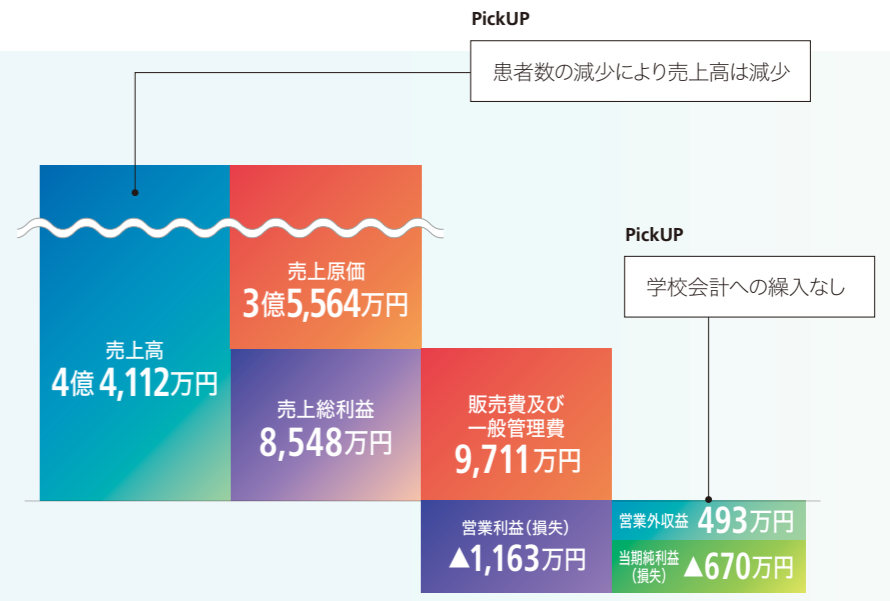 PickUP
患者数の減少により売上高は減少
PickUP
学校会計への繰入なし
売上高
4億4,112万円
売上原価
3億5,564万円
売上総利益
8,548万円
販売費及び
一般管理費
9,711万円
営業利益(損失)
▲1,163万円
営業外収益 493万円
当期純利益
(損失) ▲670万円